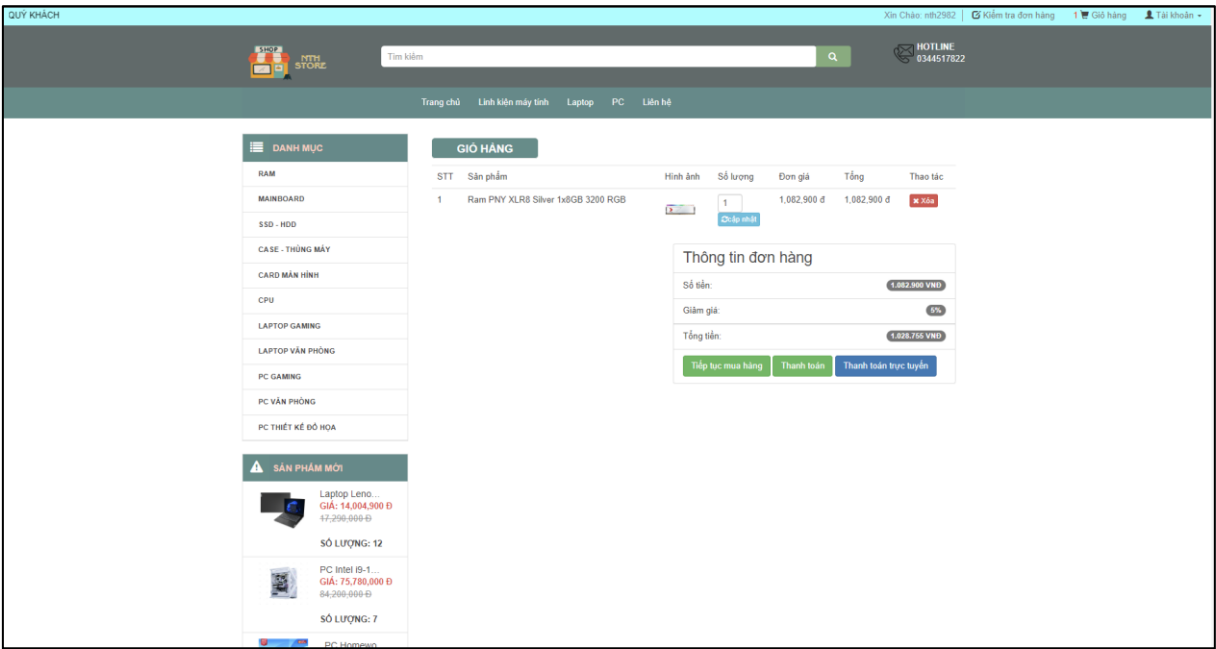 QUÝ KHÁCH
Xin Chào: nth2982 Kiểm tra đơn hàng 1 Giỏ hàng Tài khoản
SHOP
NTH
STORE
Tìm kiếm
HOTLINE
0344517822
Trang chủ Linh kiện máy tính Laptop PC Liên hệ
DANH MỤC
RAM
MAINBOARD
SSD - HDD
CASE - THÙNG MÁY
CARD MÀN HÌNH
CPU
LAPTOP GAMING
LAPTOP VĂN PHÒNG
PC GAMING
PC VĂN PHÒNG
PC THIẾT KẾ ĐỒ HỌA
GIỎ HÀNG
STT Sản phẩm Hình ảnh Số lượng Đơn giá Tổng Thao tác
1 Ram PNY XLR8 Silver 1x8GB 3200 RGB 1 1,082,900 đ 1,082,900 đ Xóa
cập nhật
Thông tin đơn hàng
Số tiền: 1.082.900 VNĐ
Giảm giá: 5%
Tổng tiền: 1.028.755 VNĐ
Tiếp tục mua hàng Thanh toán Thanh toán trực tuyến
SẢN PHẨM MỚI
Laptop Leno...
GIÁ: 14,004,900 Đ
17,290,000 Đ
SỐ LƯỢNG: 12
PC Intel i9-1...
GIÁ: 75,780,000 Đ
84,200,000 Đ
SỐ LƯỢNG: 7
PC Homewo